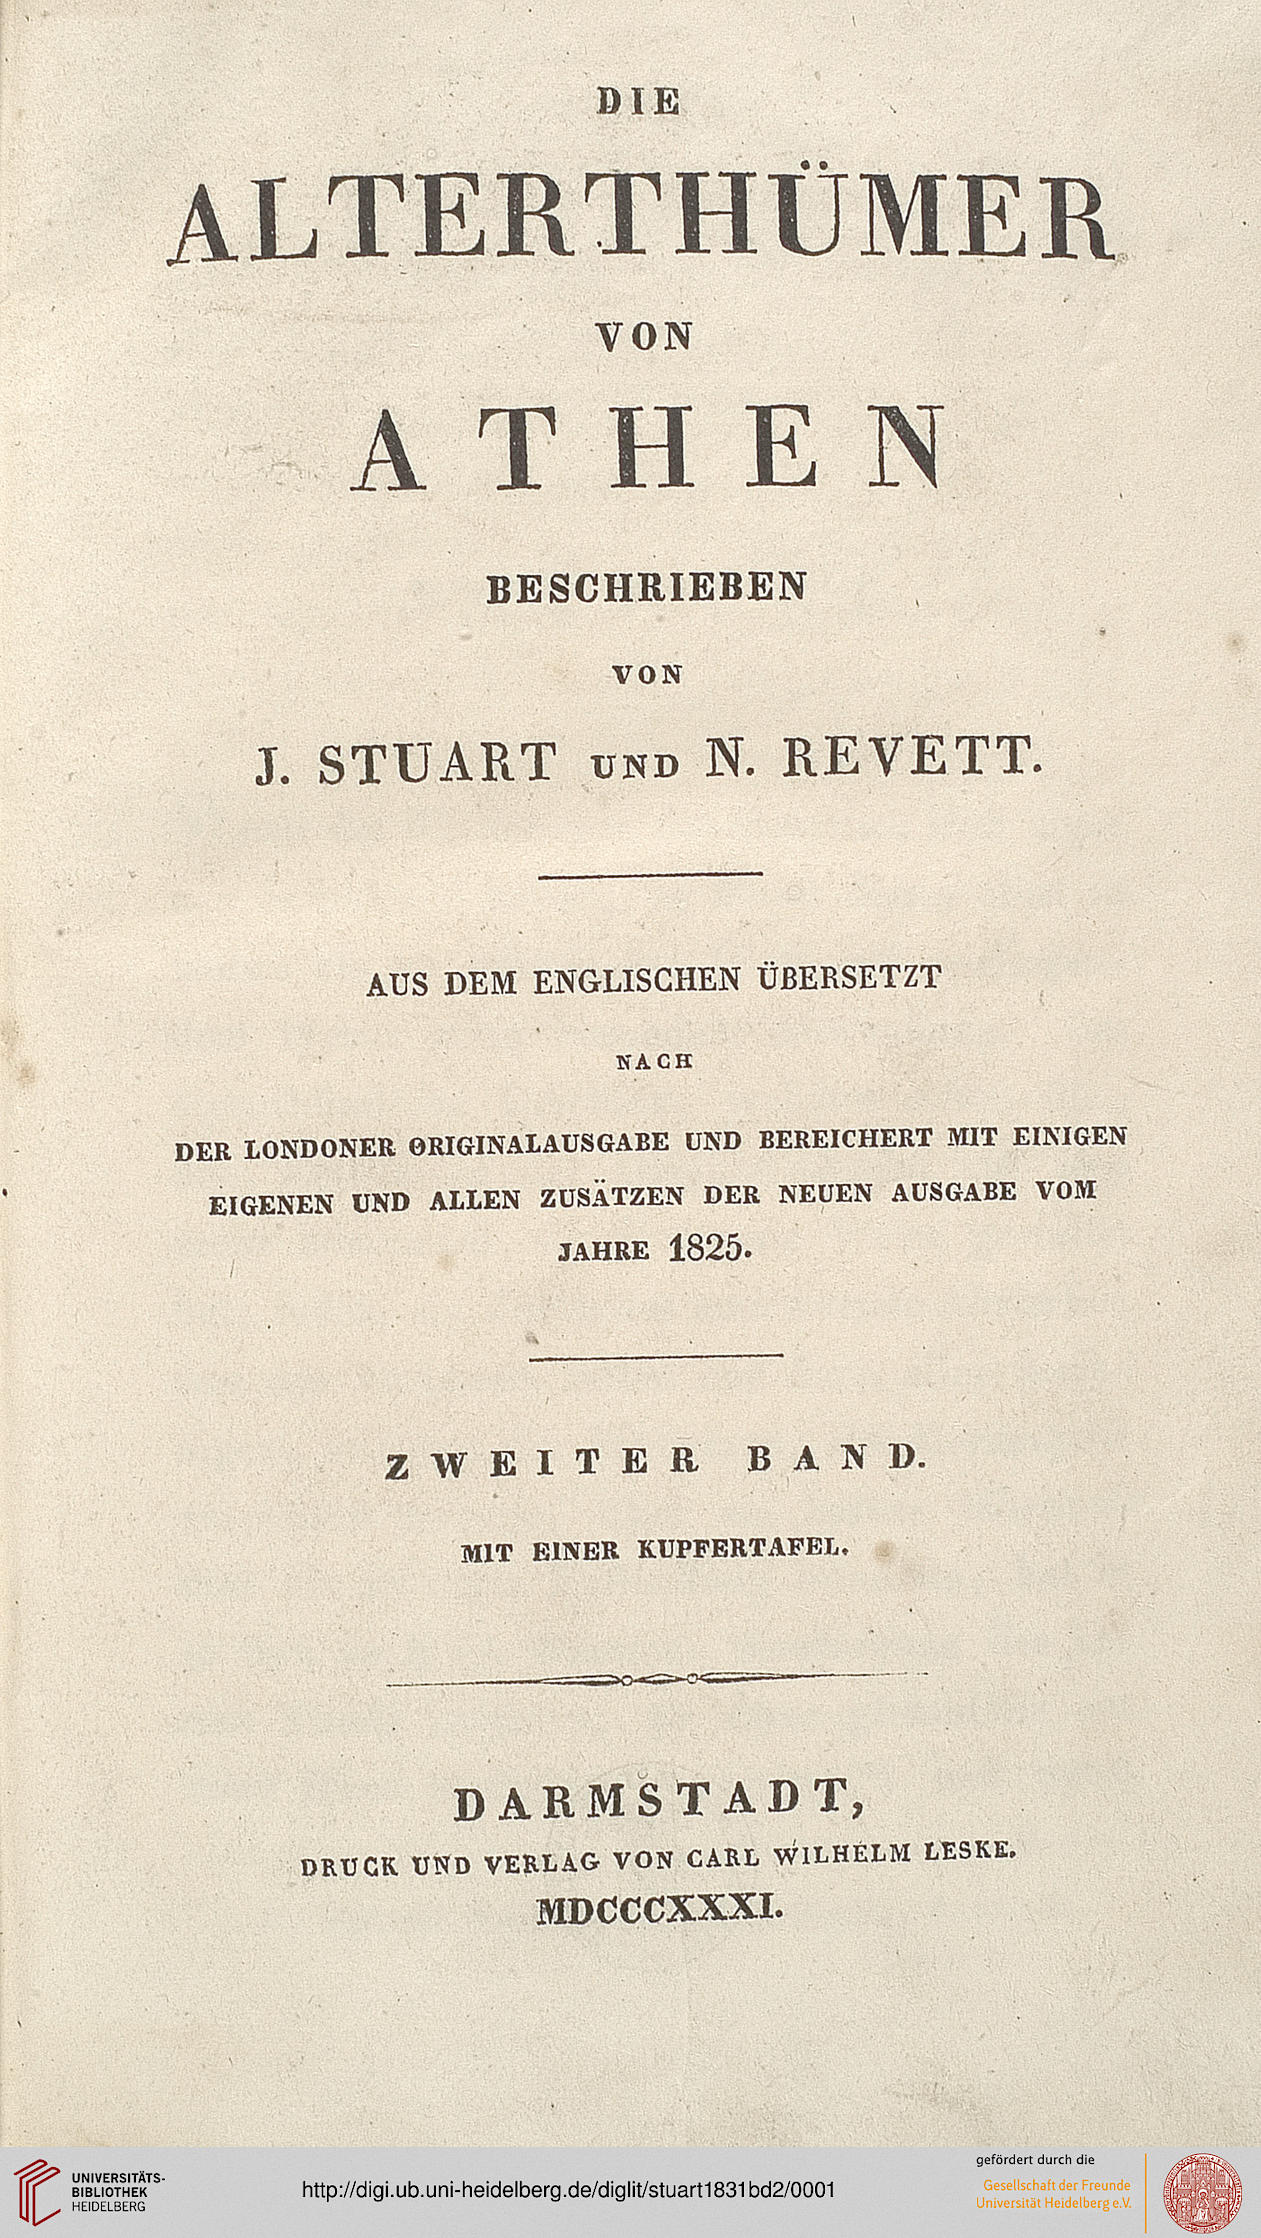 DIE
ALTERTHÜMER
VON
ATHEN
BESCHRIEBEN
VON
J. STUART UND N. REVETT.
AUS DEM ENGLISCHEN ÜBERSETZT
NACH
DER LONDONER ORIGINALAUSGABE UND BEREICHERT MIT EINIGEN
EIGENEN UND ALLEN ZUSÄTZEN DER NEUEN AUSGABE VOM
JAHRE 1825.
ZWEITER BAND.
MIT EINER KUPFERTAFEL.
DARMSTADT,
DRUCK UND VERLAG VON CARL WILHELM LESKE.
MDCCCXXXI.
UNIVERSITÄTS-
BIBLIOTHEK
HEIDELBERG
http://digi.ub.uni-heidelberg.de/diglit/stuart1831bd2/0001
gefördert durch die
Gesellschaft der Freunde
Universität Heidelberg e.V.